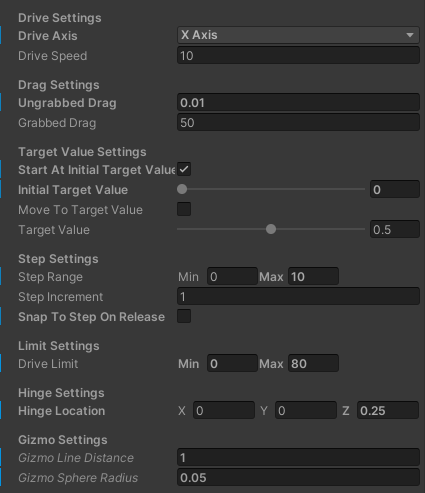 Drive Settings
Drive Axis X Axis
Drive Speed 10
Drag Settings
Ungrabbed Drag 0.01
Grabbed Drag 50
Target Value Settings
Start At Initial Target Value
Initial Target Value 0
Move To Target Value
Target Value 0.5
Step Settings
Step Range Min 0 Max 10
Step Increment 1
Snap To Step On Release
Limit Settings
Drive Limit Min 0 Max 80
Hinge Settings
Hinge Location X 0 Y 0 Z 0.25
Gizmo Settings
Gizmo Line Distance 1
Gizmo Sphere Radius 0.05